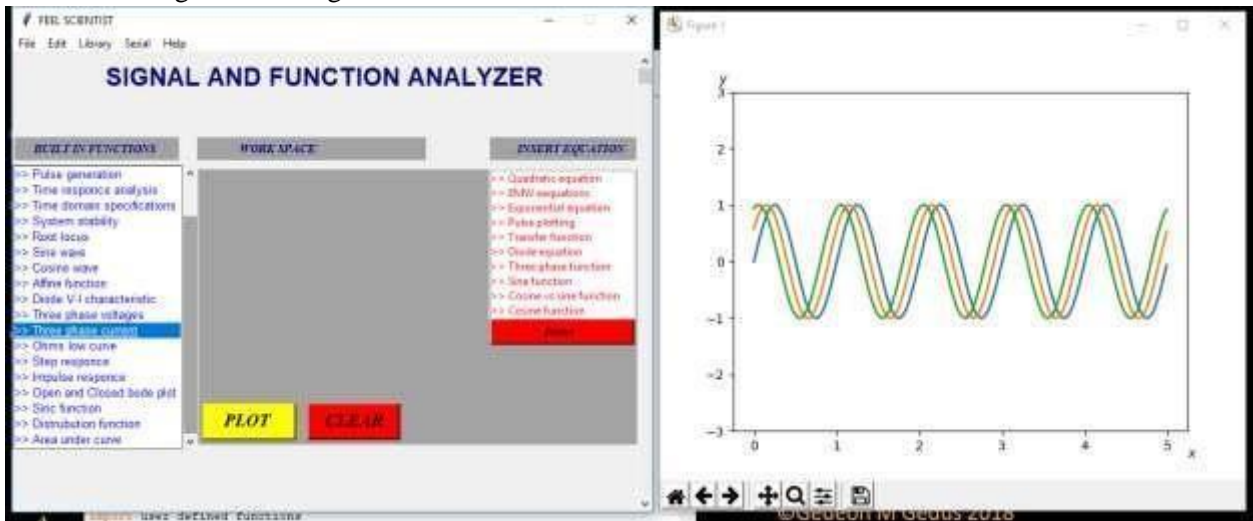 FEEL SCIENTIST
File Edit Library Serial Help
SIGNAL AND FUNCTION ANALYZER
BUILT IN FUNCTIONS
>> Pulse generation
>> Time responce analysis
>> Time domain specifications
>> System stability
>> Root locus
>> Sine wave
>> Cosine wave
>> Affine function
>> Diode V-I characteristic
>> Three phase voltages
>> Three phase current
>> Ohms low curve
>> Step responce
>> Impulse responce
>> Open and Closed bode plot
>> Sinc function
>> Distrubution function
>> Area under curve
WORK SPACE
PLOT
CLEAR
INSERT EQUATION
>> Quadratic equation
>> Exponential equation
>> Pulse plotting
>> Transfer function
>> Diode equation
>> Three phase function
>> Sine function
>> Cosine vs sine function
>> Cosine function
import user defined functions
Figure 1
y
3
2
1
0
−1
−2
−3
0 1 2 3 4 5
x
©Gedeon M Gedus 2018